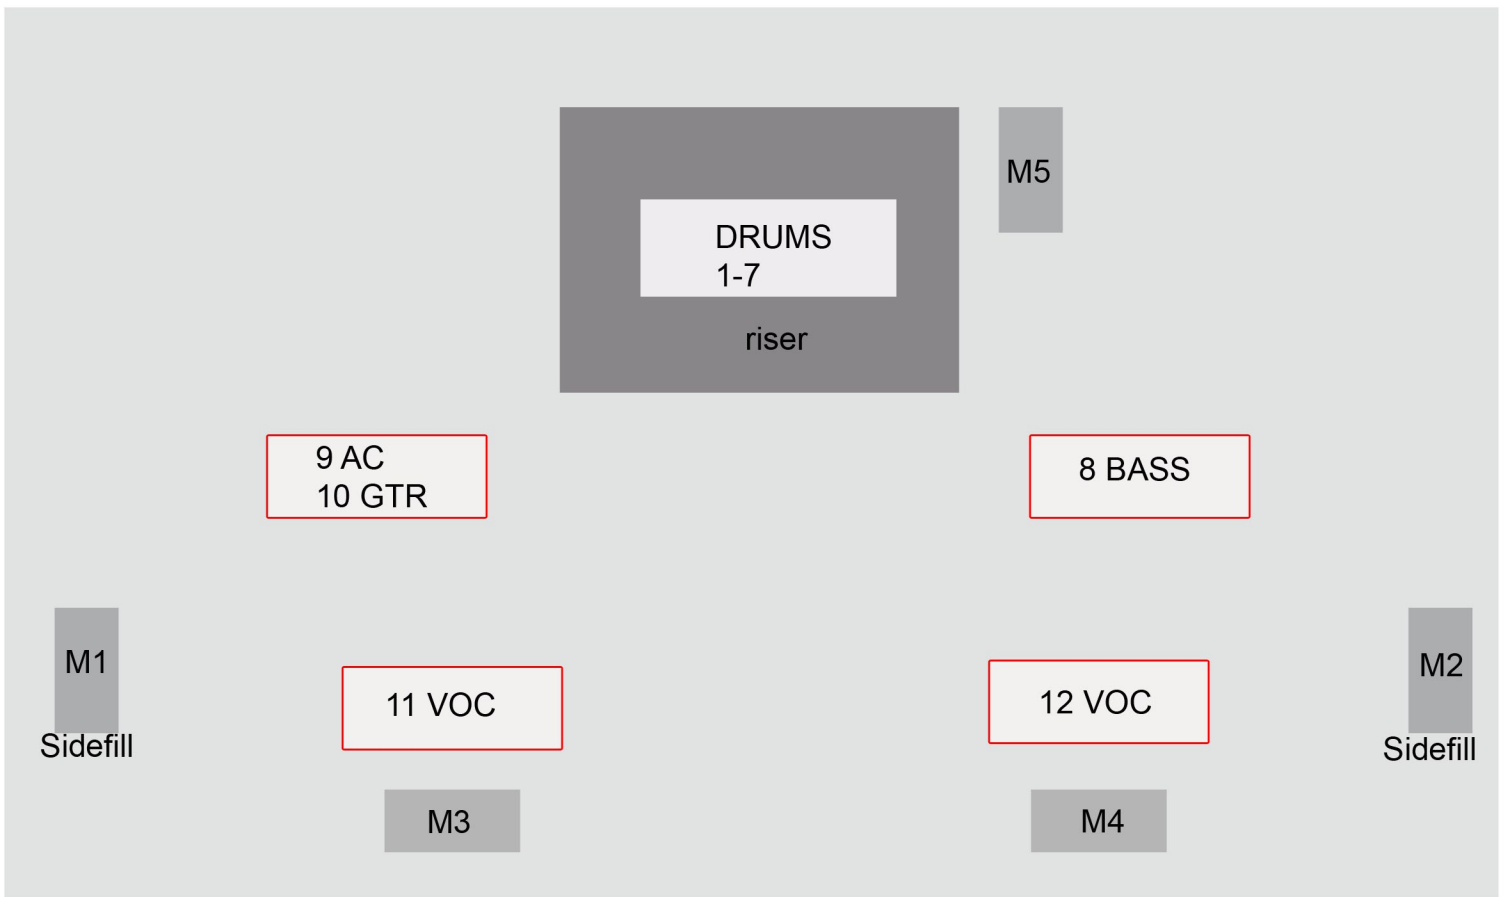 M5
DRUMS
1-7
riser
9 AC
10 GTR
8 BASS
M1
Sidefill
11 VOC
12 VOC
M2
Sidefill
M3
M4